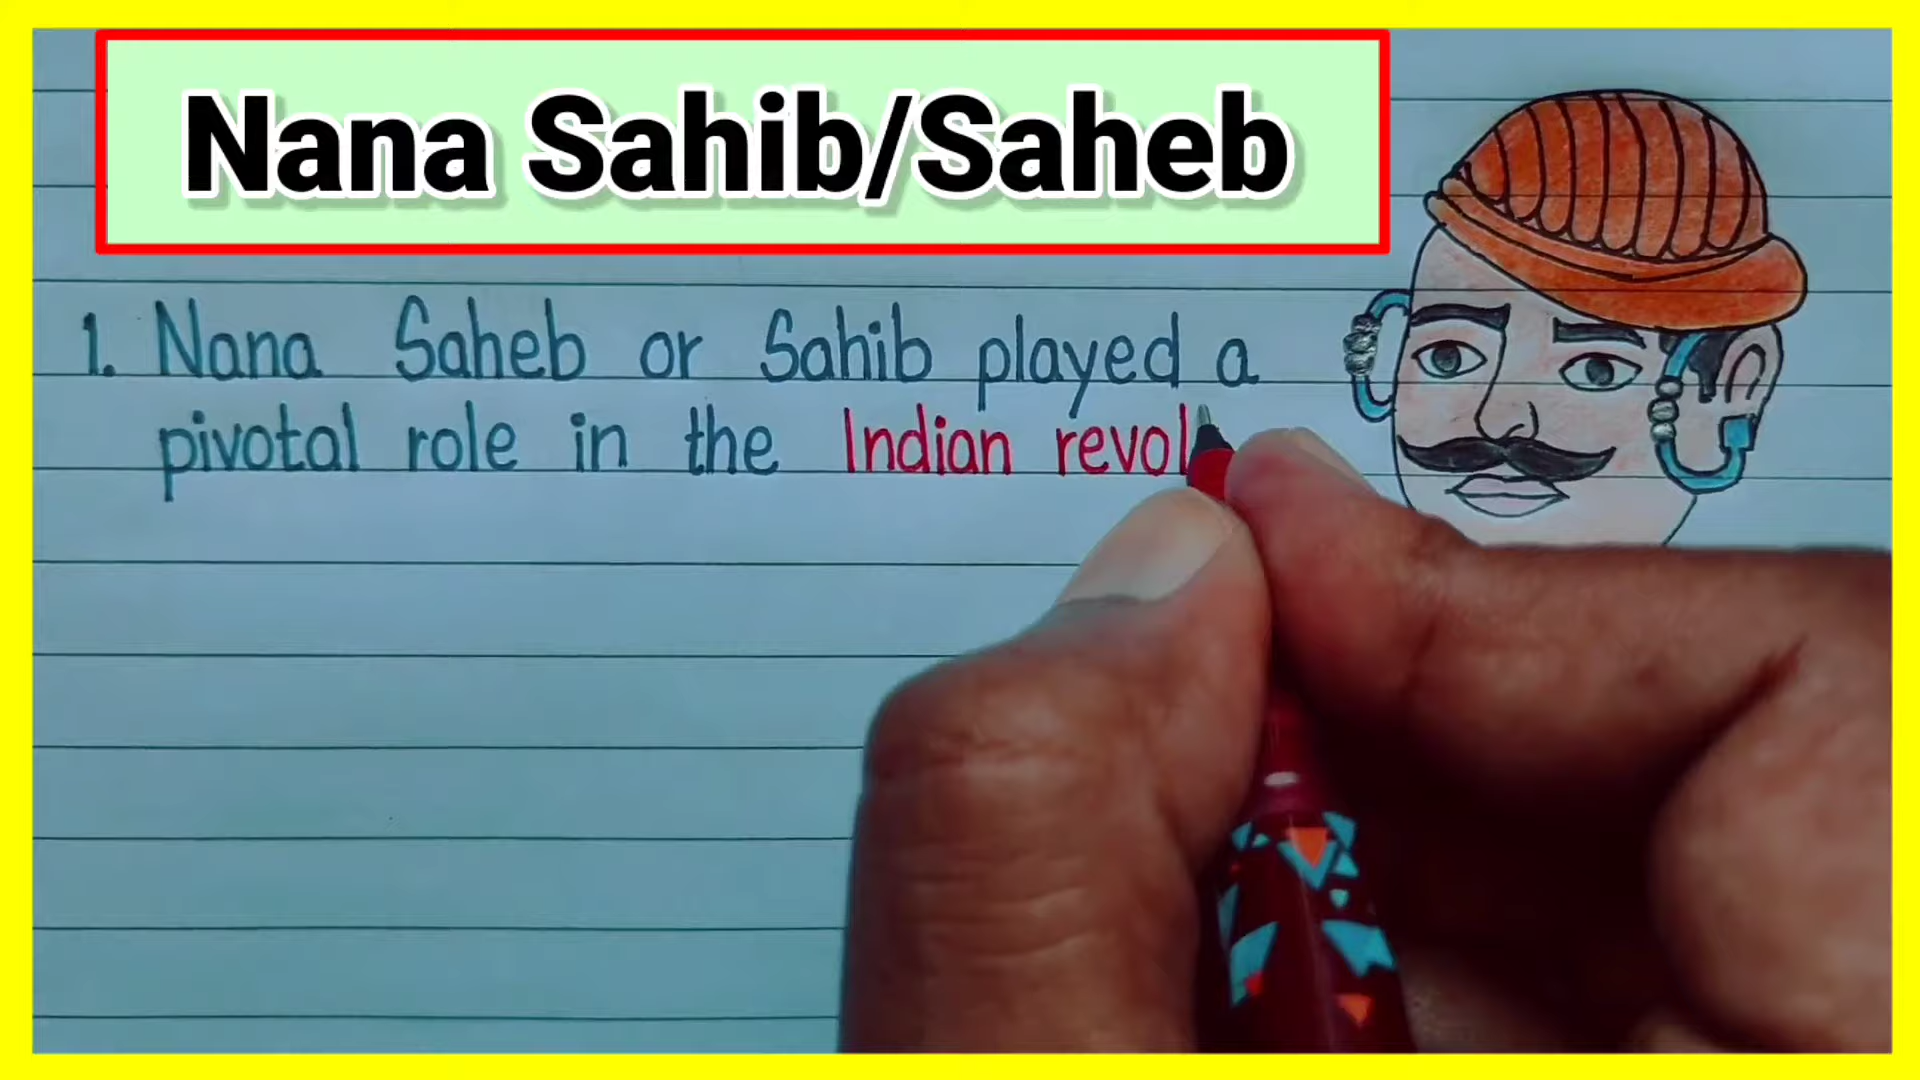 Nana Sahib/Saheb
1. Nana Saheb or Sahib played a
pivotal role in the Indian revol